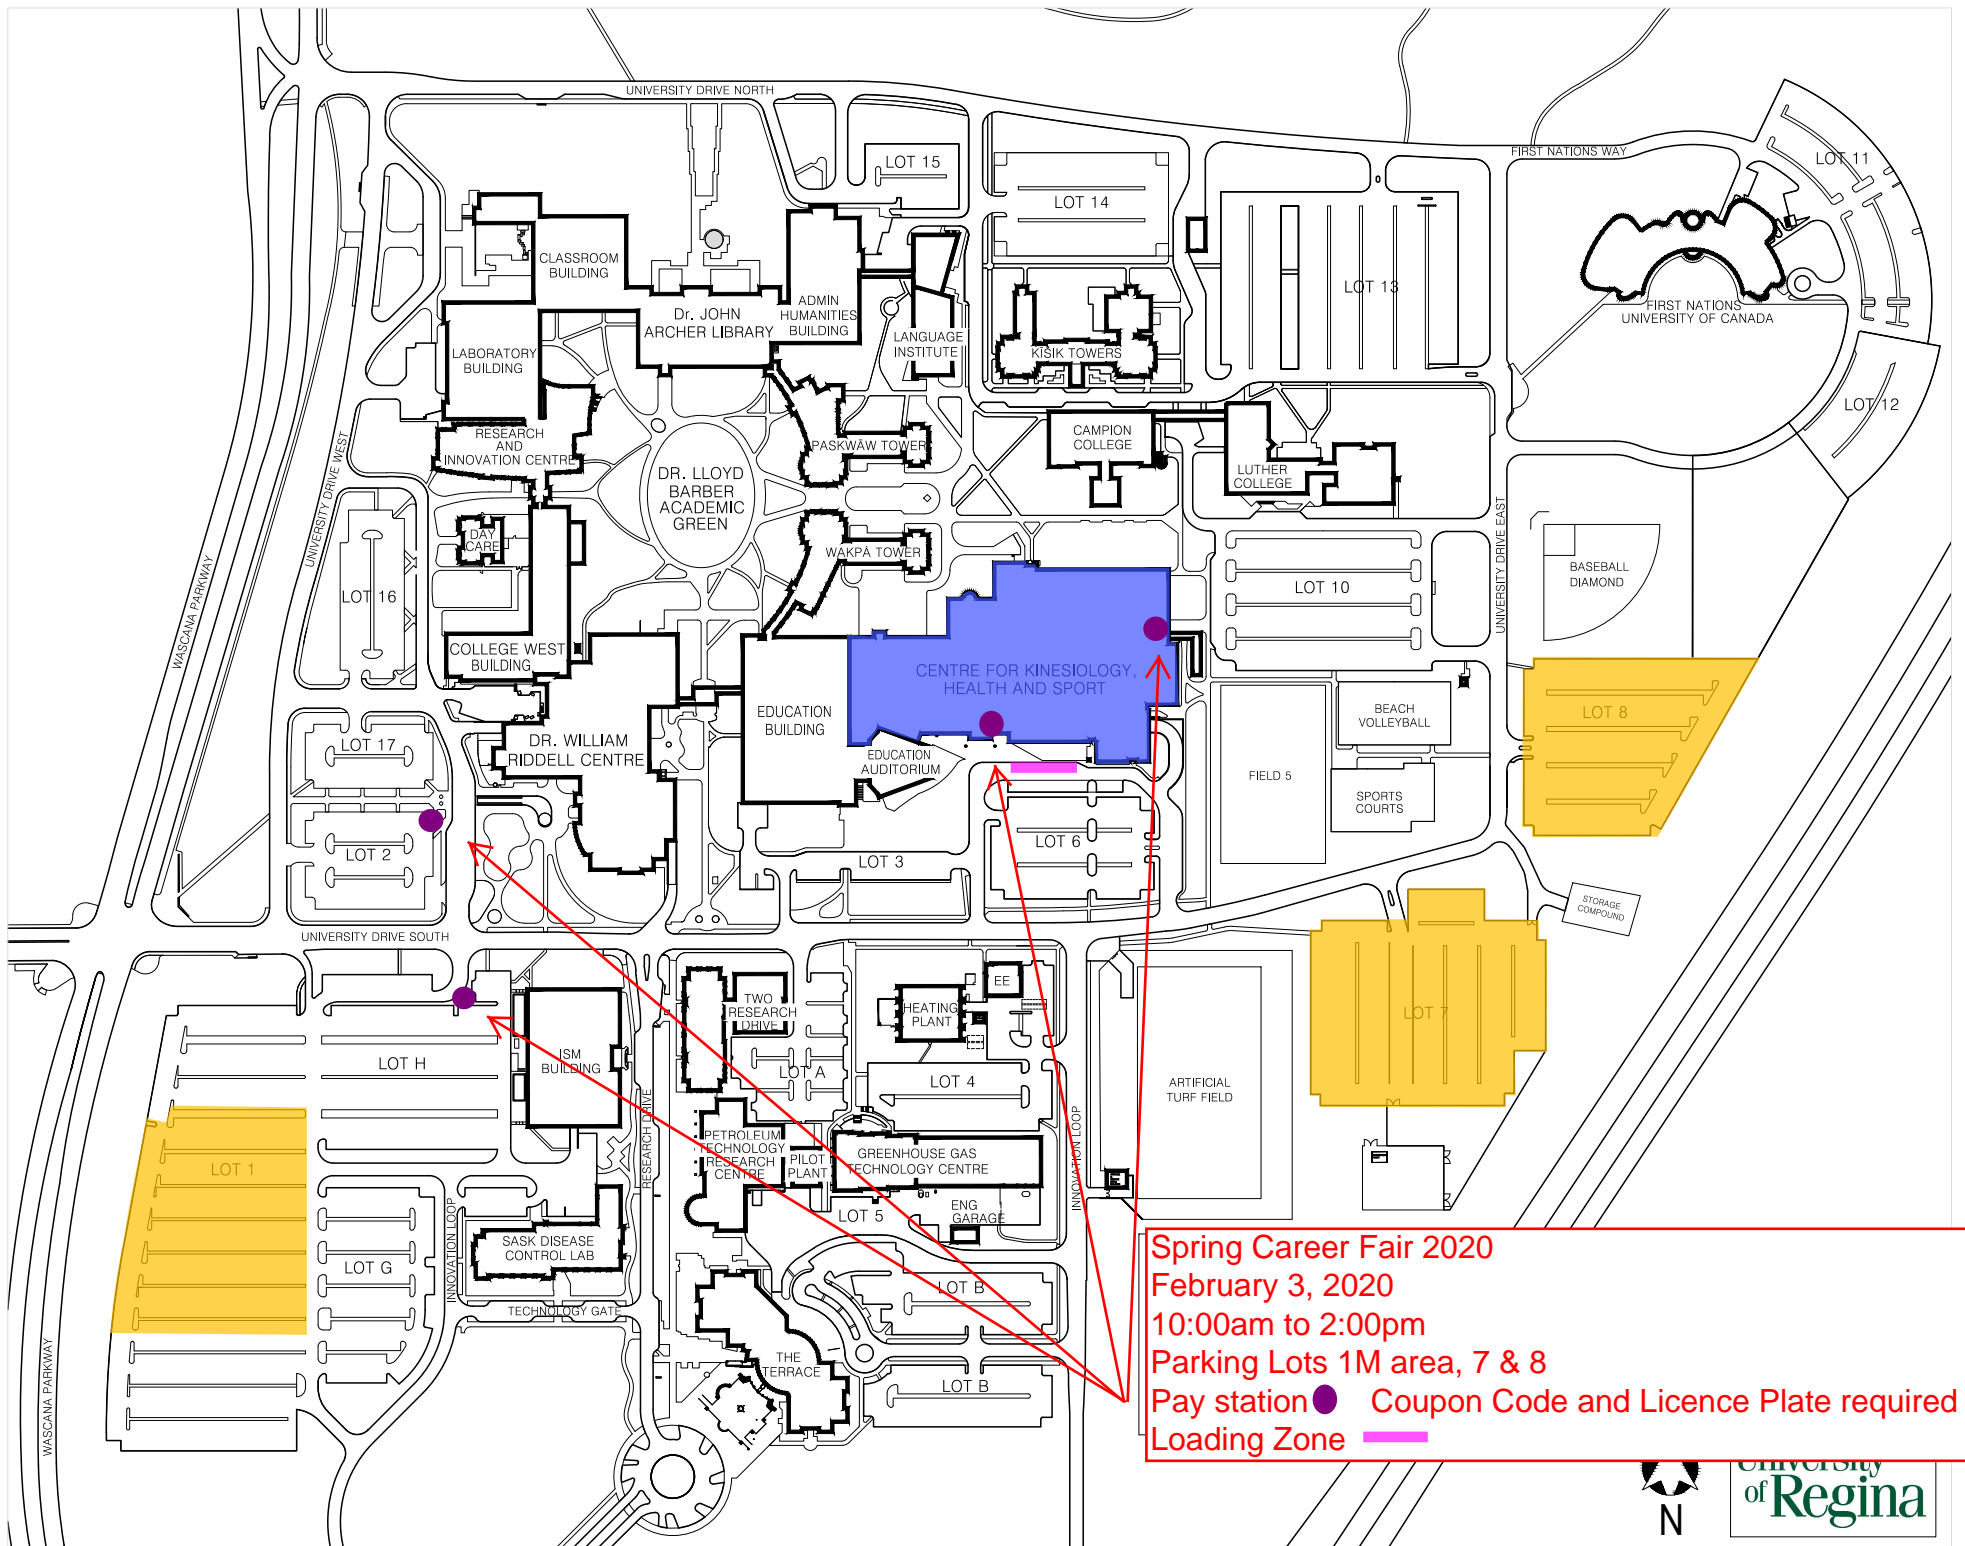 UNIVERSITY DRIVE NORTH
FIRST NATIONS WAY
LOT 11
LOT 15
LOT 14
CLASSROOM
BUILDING
LOT 13
Dr. JOHN
ARCHER LIBRARY
ADMIN
HUMANITIES
BUILDING
LANGUAGE
INSTITUTE
KĪSIK TOWERS
FIRST NATIONS
UNIVERSITY OF CANADA
LABORATORY
BUILDING
LOT 12
RESEARCH
AND
INNOVATION CENTRE
PASKWĀW TOWER
CAMPION
COLLEGE
LUTHER
COLLEGE
DR. LLOYD
BARBER
ACADEMIC
GREEN
UNIVERSITY DRIVE WEST
UNIVERSITY DRIVE EAST
DAY
CARE
WAKPĀ TOWER
BASEBALL
DIAMOND
WASCANA PARKWAY
LOT 16
LOT 10
COLLEGE WEST
BUILDING
CENTRE FOR KINESIOLOGY,
HEALTH AND SPORT
EDUCATION
BUILDING
BEACH
VOLLEYBALL
LOT 8
LOT 17
DR. WILLIAM
RIDDELL CENTRE
EDUCATION
AUDITORIUM
FIELD 5
SPORTS
COURTS
LOT 2
LOT 3
LOT 6
STORAGE
COMPOUND
UNIVERSITY DRIVE SOUTH
TWO
RESEARCH
DRIVE
EE
HEATING
PLANT
LOT 7
LOT H
ISM
BUILDING
LOT A
LOT 4
ARTIFICIAL
TURF FIELD
RESEARCH DRIVE
INNOVATION LOOP
PETROLEUM
TECHNOLOGY
RESEARCH
CENTRE
PILOT
PLANT
GREENHOUSE GAS
TECHNOLOGY CENTRE
LOT 1
LOT 5
ENG
GARAGE
INNOVATION LOOP
SASK DISEASE
CONTROL LAB
LOT G
LOT B
TECHNOLOGY GATE
THE
TERRACE
LOT B
WASCANA PARKWAY
Spring Career Fair 2020
February 3, 2020
10:00am to 2:00pm
Parking Lots 1M area, 7 & 8
Pay station Coupon Code and Licence Plate required
Loading Zone
N
University
of Regina